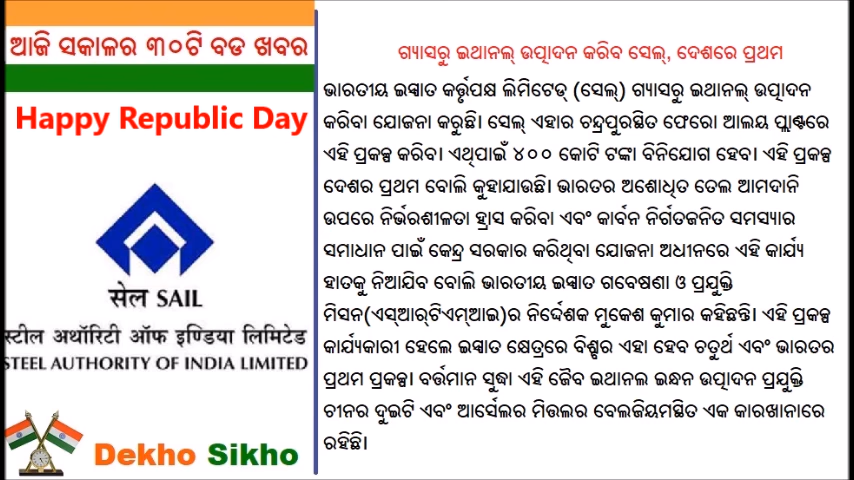 ଆଜି ସକାଳର ୩୦ଟି ବଡ ଖବର
Happy Republic Day
सेल SAIL
स्टील अथॉरिटी ऑफ इण्डिया लिमिटेड
STEEL AUTHORITY OF INDIA LIMITED
Dekho Sikho
ଗ୍ୟାସରୁ ଇଥାନଲ୍ ଉତ୍ପାଦନ କରିବ ସେଲ୍, ଦେଶରେ ପ୍ରଥମ
ଭାରତୀୟ ଇସ୍ପାତ କର୍ତ୍ତୃପକ୍ଷ ଲିମିଟେଡ୍ (ସେଲ୍) ଗ୍ୟାସରୁ ଇଥାନଲ୍ ଉତ୍ପାଦନ
କରିବା ଯୋଜନା କରୁଛି। ସେଲ୍ ଏହାର ଚନ୍ଦ୍ରପୁରସ୍ଥିତ ଫେରୋ ଆଲୟ ପ୍ଲାଣ୍ଟରେ
ଏହି ପ୍ରକଳ୍ପ କରିବ। ଏଥିପାଇଁ ୪୦୦ କୋଟି ଟଙ୍କା ବିନିଯୋଗ ହେବ। ଏହି ପ୍ରକଳ୍ପ
ଦେଶର ପ୍ରଥମ ବୋଲି କୁହାଯାଉଛି। ଭାରତର ଅଶୋଧିତ ତେଲ ଆମଦାନି
ଉପରେ ନିର୍ଭରଶୀଳତା ହ୍ରାସ କରିବା ଏବଂ କାର୍ବନ ନିର୍ଗତଜନିତ ସମସ୍ୟାର
ସମାଧାନ ପାଇଁ କେନ୍ଦ୍ର ସରକାର କରିଥିବା ଯୋଜନା ଅଧୀନରେ ଏହି କାର୍ଯ୍ୟ
ହାତକୁ ନିଆଯିବ ବୋଲି ଭାରତୀୟ ଇସ୍ପାତ ଗବେଷଣା ଓ ପ୍ରଯୁକ୍ତି
ମିସନ(ଏସ୍ଆର୍‌ଟିଏମ୍ଆଇ)ର ନିର୍ଦ୍ଦେଶକ ମୁକେଶ କୁମାର କହିଛନ୍ତି। ଏହି ପ୍ରକଳ୍ପ
କାର୍ଯ୍ୟକାରୀ ହେଲେ ଇସ୍ପାତ କ୍ଷେତ୍ରରେ ବିଶ୍ବର ଏହା ହେବ ଚତୁର୍ଥ ଏବଂ ଭାରତର
ପ୍ରଥମ ପ୍ରକଳ୍ପ। ବର୍ତ୍ତମାନ ସୁଦ୍ଧା ଏହି ଜୈବ ଇଥାନଲ ଇନ୍ଧନ ଉତ୍ପାଦନ ପ୍ରଯୁକ୍ତି
ଚୀନର ଦୁଇଟି ଏବଂ ଆର୍ସେଲର ମିତ୍ତଲର ବେଲଜିୟମସ୍ଥିତ ଏକ କାରଖାନାରେ
ରହିଛି।